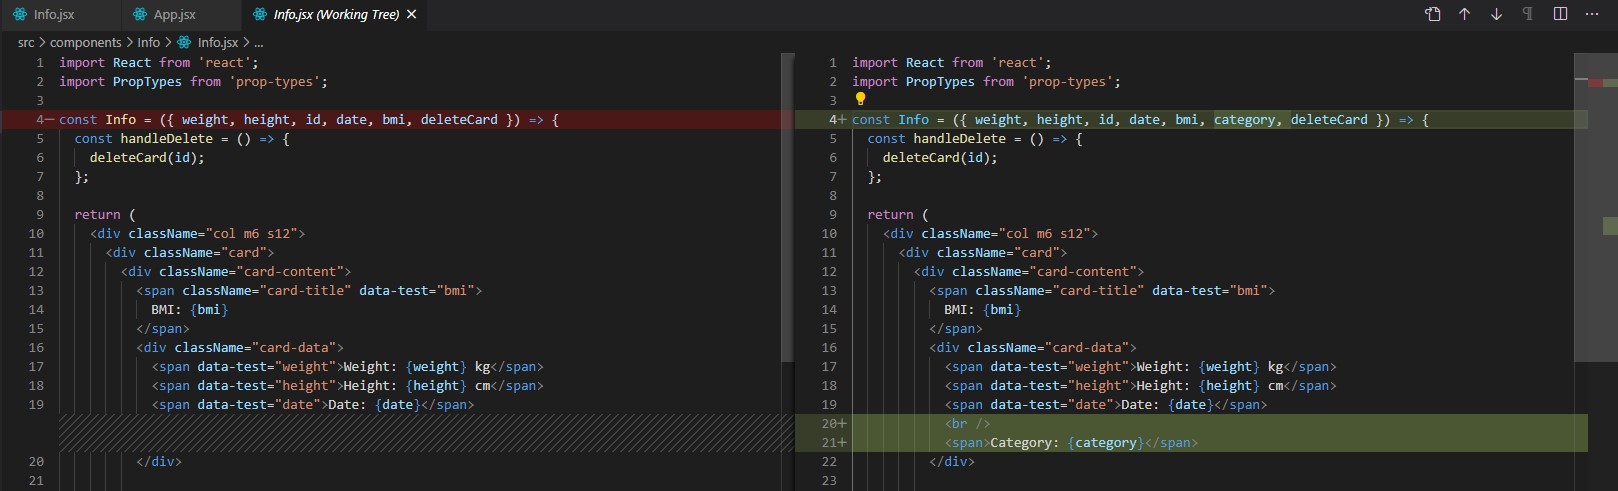 Info.jsx App.jsx Info.jsx (Working Tree) ×
src > components > Info > Info.jsx > ...
1 import React from 'react';
2 import PropTypes from 'prop-types';
3
4− const Info = ({ weight, height, id, date, bmi, deleteCard }) => {
5 const handleDelete = () => {
6 deleteCard(id);
7 };
8
9 return (
10 <div className="col m6 s12">
11 <div className="card">
12 <div className="card-content">
13 <span className="card-title" data-test="bmi">
14 BMI: {bmi}
15 </span>
16 <div className="card-data">
17 <span data-test="weight">Weight: {weight} kg</span>
18 <span data-test="height">Height: {height} cm</span>
19 <span data-test="date">Date: {date}</span>
20 </div>
21
1 import React from 'react';
2 import PropTypes from 'prop-types';
3
4+ const Info = ({ weight, height, id, date, bmi, category, deleteCard }) => {
5 const handleDelete = () => {
6 deleteCard(id);
7 };
8
9 return (
10 <div className="col m6 s12">
11 <div className="card">
12 <div className="card-content">
13 <span className="card-title" data-test="bmi">
14 BMI: {bmi}
15 </span>
16 <div className="card-data">
17 <span data-test="weight">Weight: {weight} kg</span>
18 <span data-test="height">Height: {height} cm</span>
19 <span data-test="date">Date: {date}</span>
20+ <br />
21+ <span>Category: {category}</span>
22 </div>
23